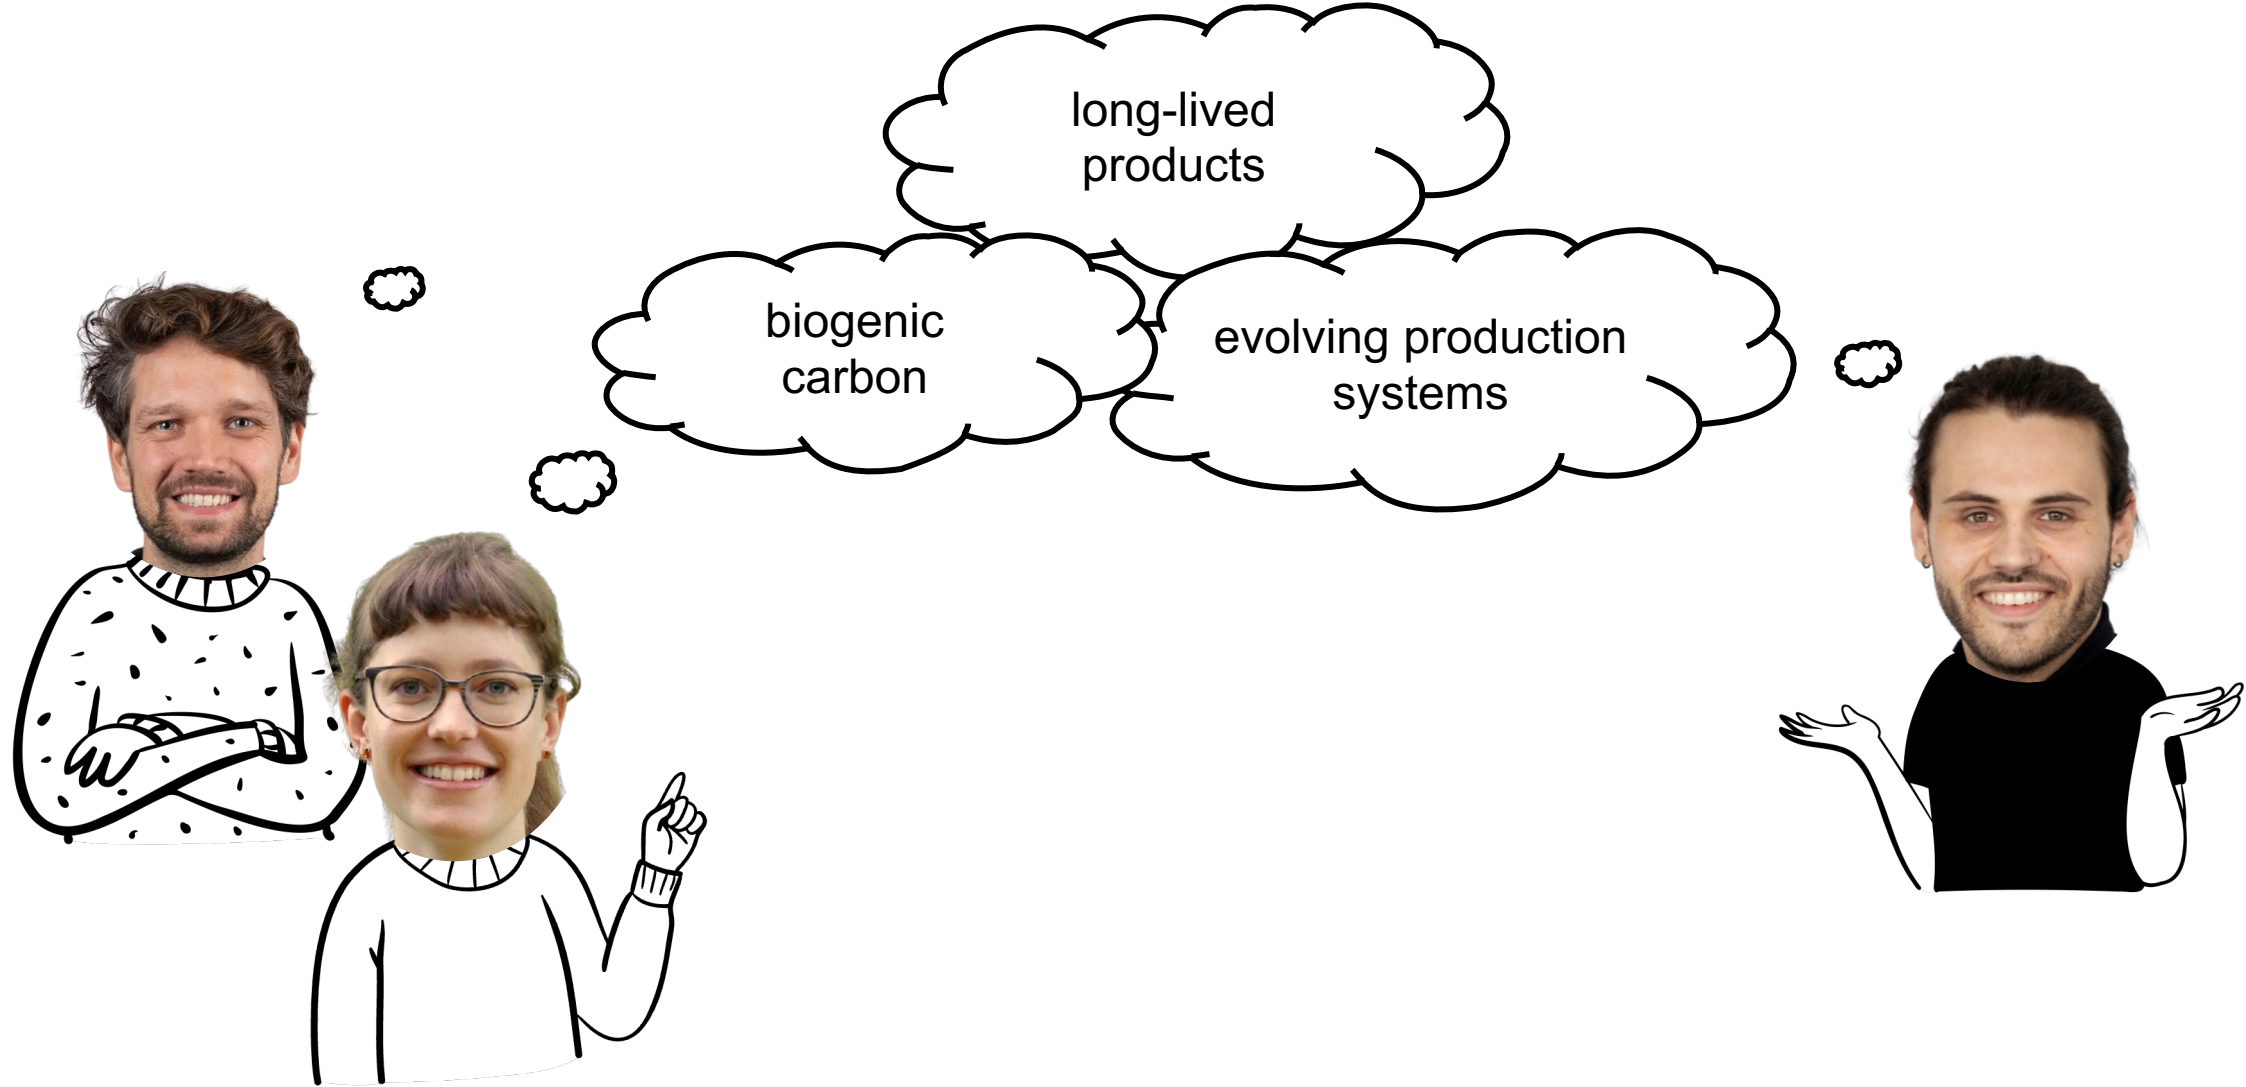 long-lived
products
biogenic
carbon
evolving production
systems